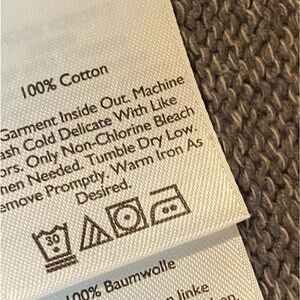 100% Cotton
Garment Inside Out. Machine
ash Cold Delicate With Like
ors. Only Non-Chlorine Bleach
hen Needed. Tumble Dry Low.
emove Promptly. Warm Iron As
Desired.
30
100% Baumwolle
n linke